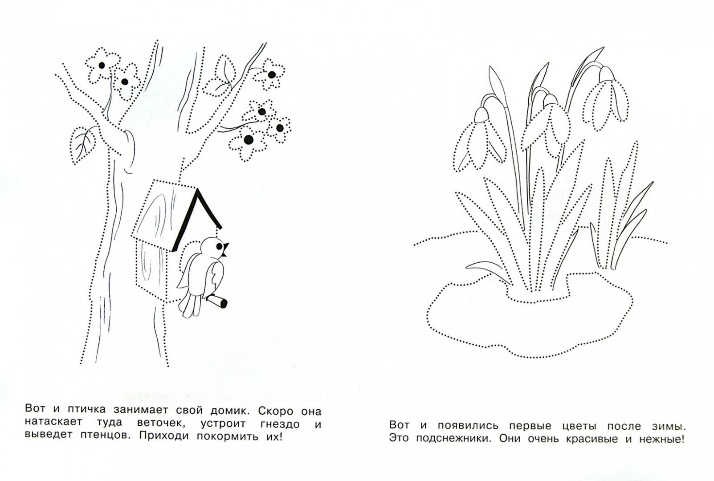 Вот и птичка занимает свой домик. Скоро она
натаскает туда веточек, устроит гнездо и
выведет птенцов. Приходи покормить их!
Вот и появились первые цветы после зимы.
Это подснежники. Они очень красивые и нежные!